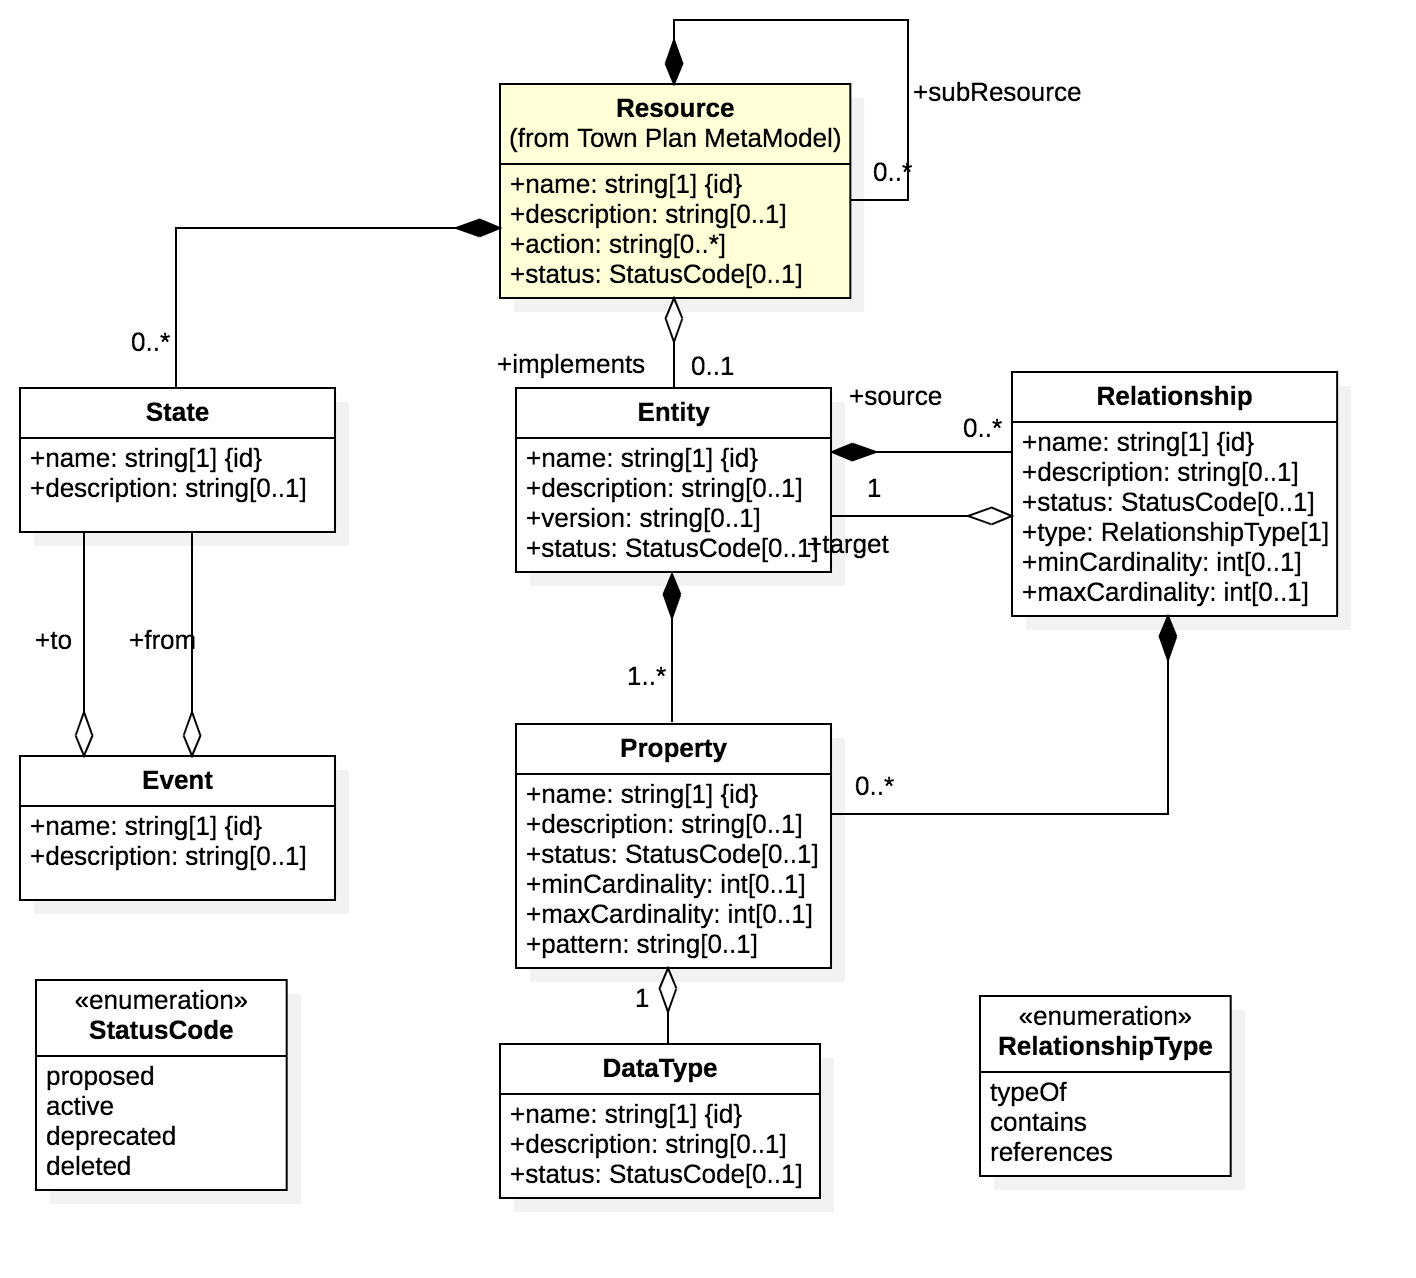 +subResource
Resource
(from Town Plan MetaModel)
0..*
+name: string[1] {id}
+description: string[0..1]
+action: string[0..*]
+status: StatusCode[0..1]
0..*
+implements
0..1
State
+name: string[1] {id}
+description: string[0..1]
Entity
+name: string[1] {id}
+description: string[0..1]
+version: string[0..1]
+status: StatusCode[0..1]
+source
0..*
1
+target
Relationship
+name: string[1] {id}
+description: string[0..1]
+status: StatusCode[0..1]
+type: RelationshipType[1]
+minCardinality: int[0..1]
+maxCardinality: int[0..1]
+to
+from
1..*
Event
+name: string[1] {id}
+description: string[0..1]
Property
+name: string[1] {id}
+description: string[0..1]
+status: StatusCode[0..1]
+minCardinality: int[0..1]
+maxCardinality: int[0..1]
+pattern: string[0..1]
0..*
1
«enumeration»
StatusCode
proposed
active
deprecated
deleted
DataType
+name: string[1] {id}
+description: string[0..1]
+status: StatusCode[0..1]
«enumeration»
RelationshipType
typeOf
contains
references